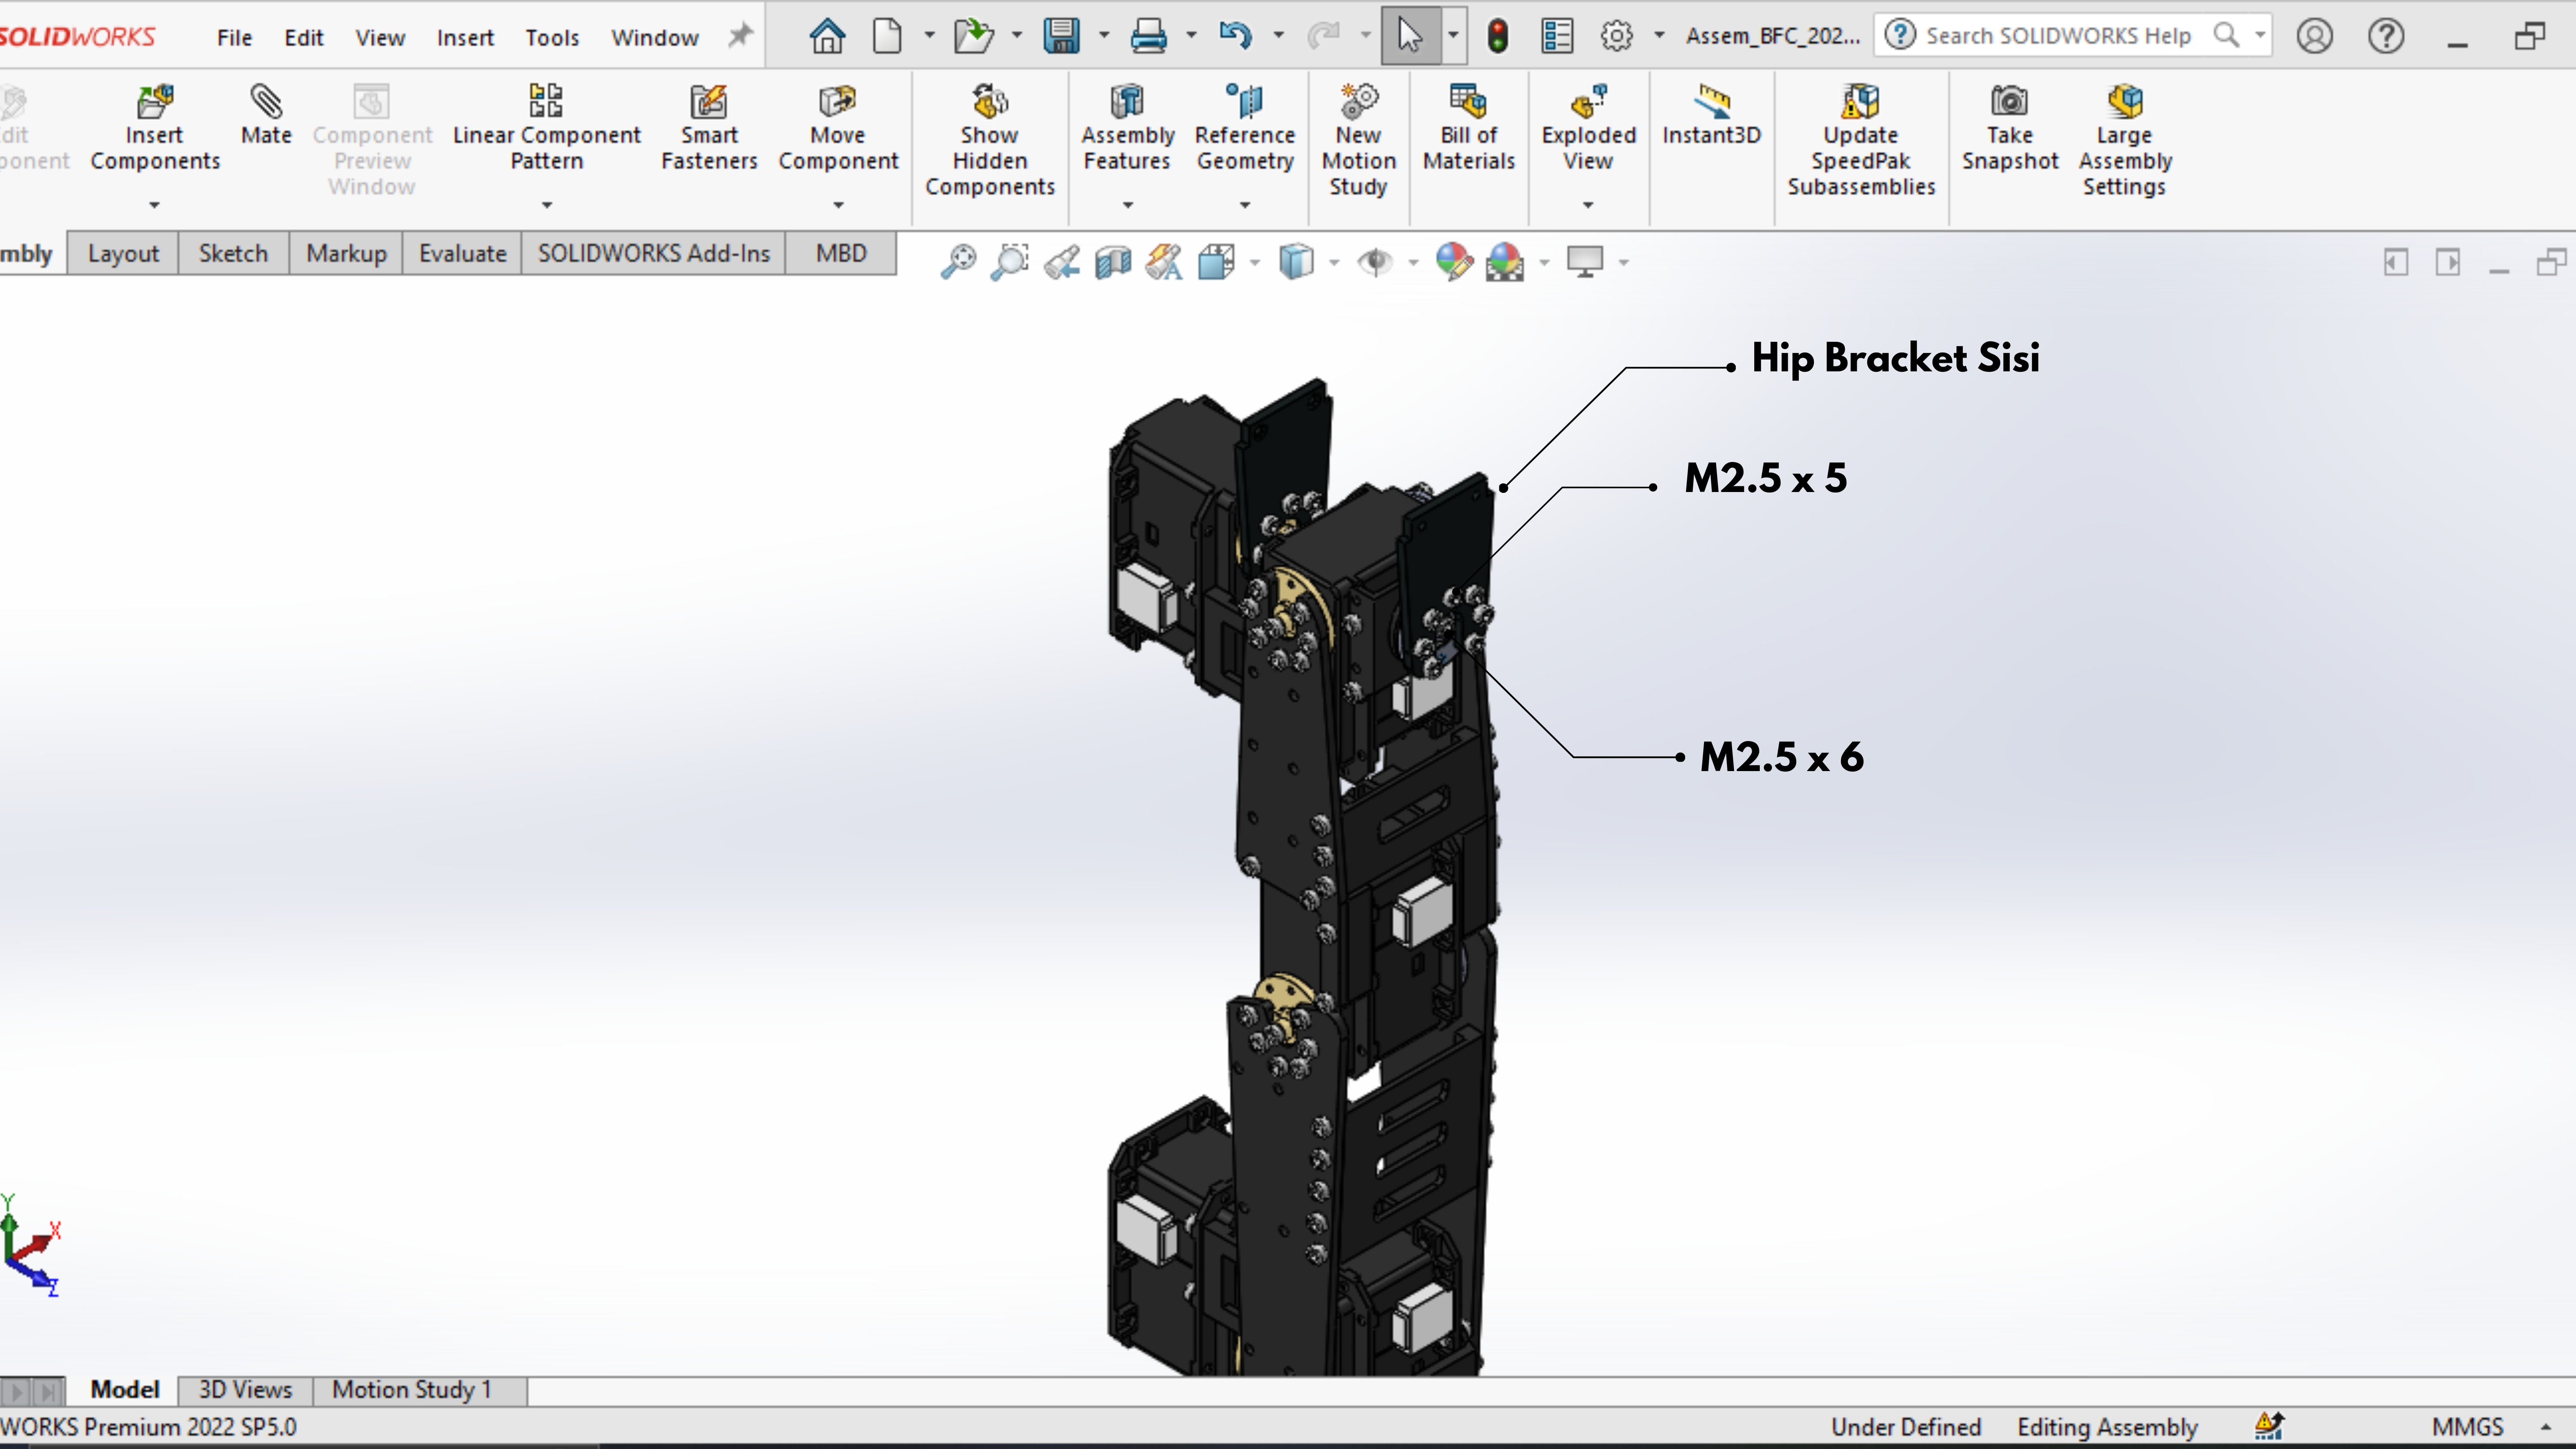 SOLIDWORKS File Edit View Insert Tools Window Assem_BFC_202... Search SOLIDWORKS Help
Insert Components
Mate
Component Preview Window
Linear Component Pattern
Smart Fasteners
Move Component
Show Hidden Components
Assembly Features
Reference Geometry
New Motion Study
Bill of Materials
Exploded View
Instant3D
Update SpeedPak Subassemblies
Take Snapshot
Large Assembly Settings
mbly Layout Sketch Markup Evaluate SOLIDWORKS Add-Ins MBD
Hip Bracket Sisi
M2.5 x 5
M2.5 x 6
Y
X
Z
Model 3D Views Motion Study 1
WORKS Premium 2022 SP5.0 Under Defined Editing Assembly MMGS